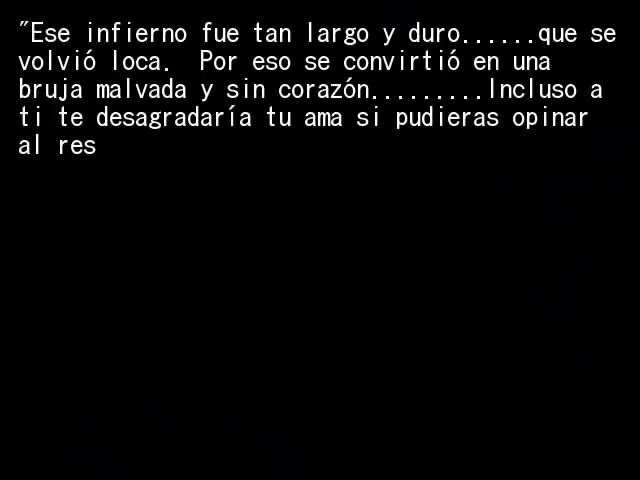 "Ese infierno fue tan largo y duro......que se
volvió loca.  Por eso se convirtió en una
bruja malvada y sin corazón.........Incluso a
ti te desagradaría tu ama si pudieras opinar
al res